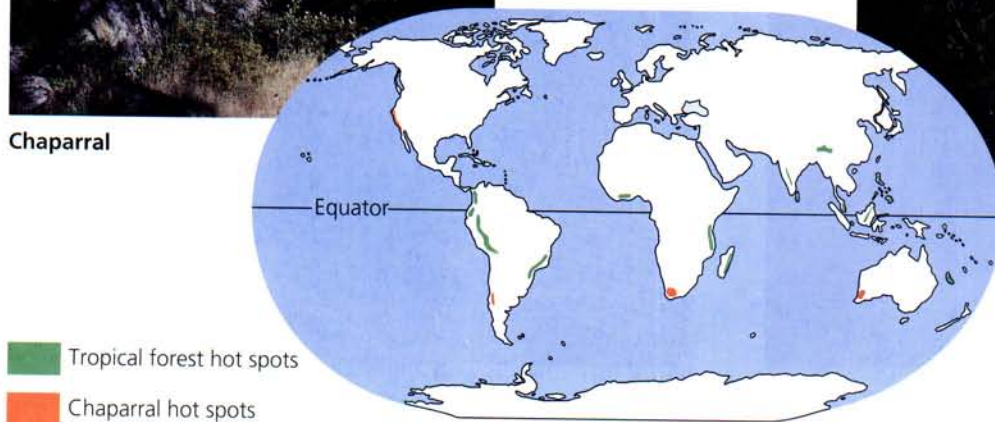 Chaparral
Equator
Tropical forest hot spots
Chaparral hot spots